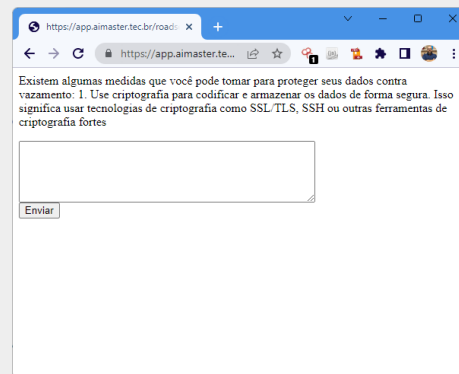 https://app.aimaster.tec.br/roads
https://app.aimaster.te...
1
Existem algumas medidas que você pode tomar para proteger seus dados contra
vazamento: 1. Use criptografia para codificar e armazenar os dados de forma segura. Isso
significa usar tecnologias de criptografia como SSL/TLS, SSH ou outras ferramentas de
criptografia fortes
Enviar